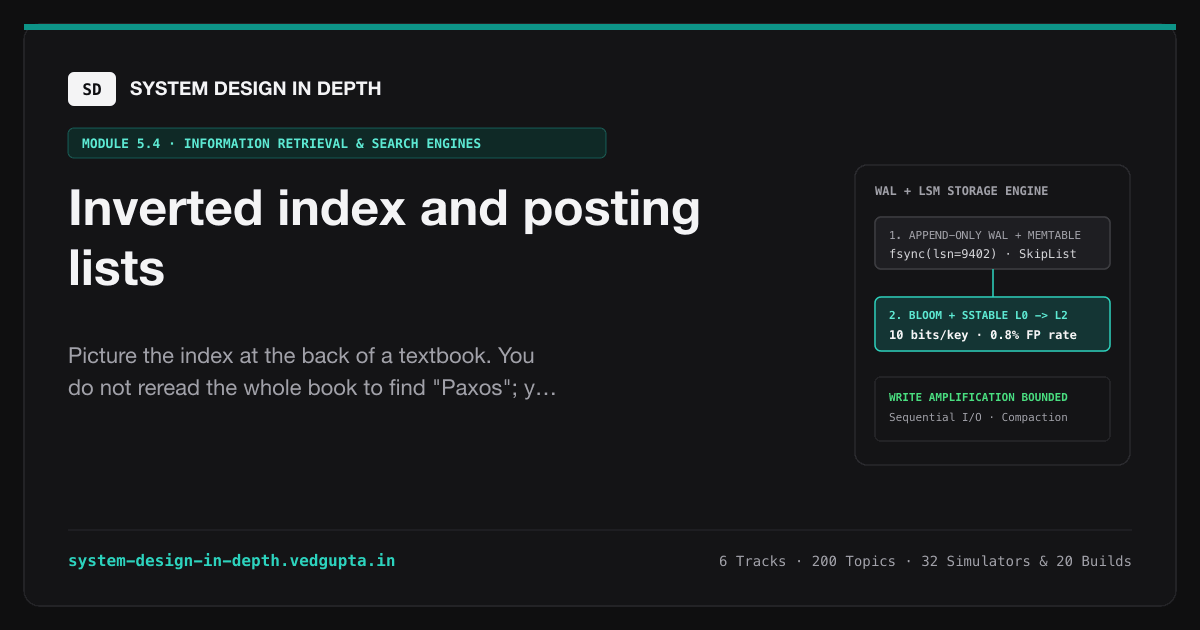 SD
SYSTEM DESIGN IN DEPTH
MODULE 5.4 · INFORMATION RETRIEVAL & SEARCH ENGINES
Inverted index and posting
lists
Picture the index at the back of a textbook. You
do not reread the whole book to find "Paxos"; y…
WAL + LSM STORAGE ENGINE
1. APPEND-ONLY WAL + MEMTABLE
fsync(lsn=9402) · SkipList
2. BLOOM + SSTABLE L0 -> L2
10 bits/key · 0.8% FP rate
WRITE AMPLIFICATION BOUNDED
Sequential I/O · Compaction
system-design-in-depth.vedgupta.in
6 Tracks · 200 Topics · 32 Simulators & 20 Builds